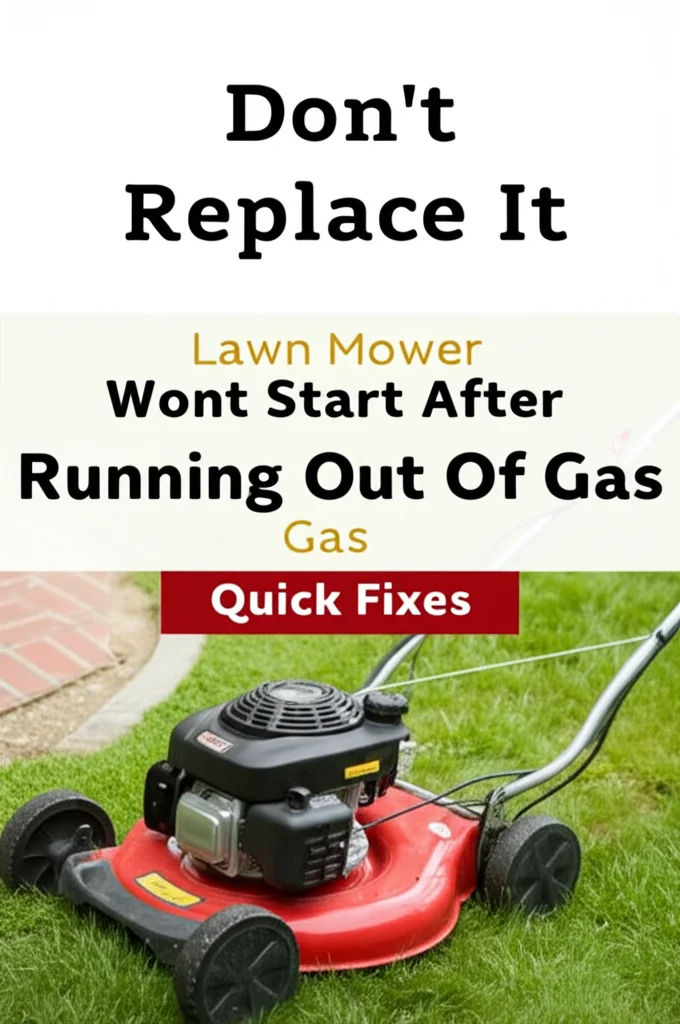 Don't
Replace It
Lawn Mower
Wont Start After
Running Out Of Gas
Gas
Quick Fixes